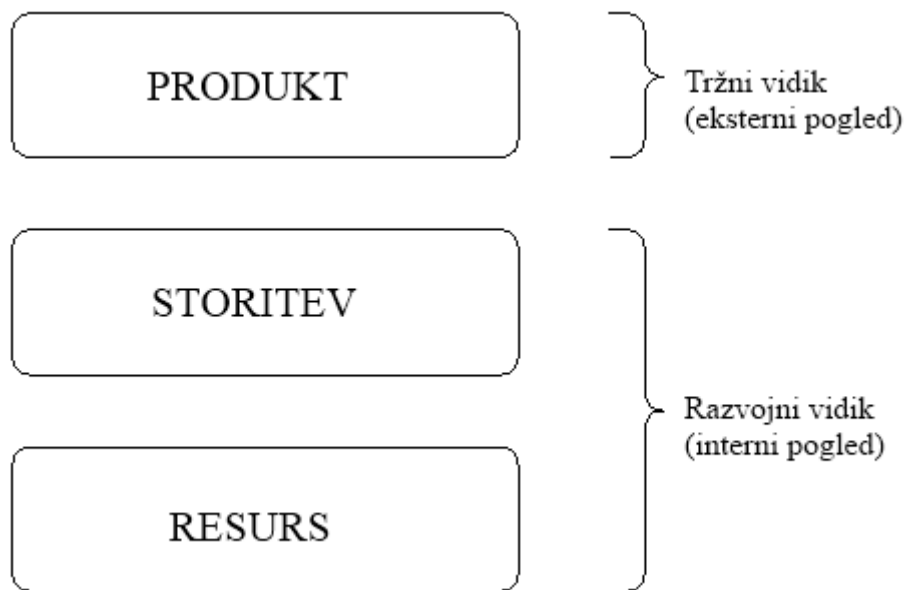 PRODUKT
Tržni vidik
(eksterni pogled)
STORITEV
Razvojni vidik
(interni pogled)
RESURS